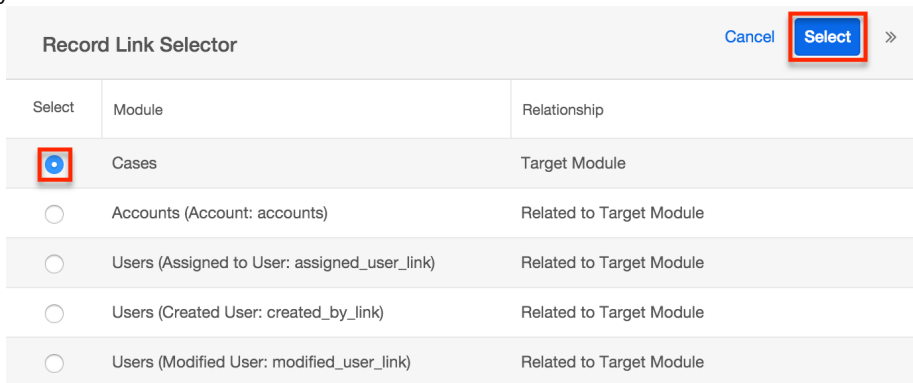 Record Link Selector Cancel Select »
Select Module Relationship
Cases Target Module
Accounts (Account: accounts) Related to Target Module
Users (Assigned to User: assigned_user_link) Related to Target Module
Users (Created User: created_by_link) Related to Target Module
Users (Modified User: modified_user_link) Related to Target Module